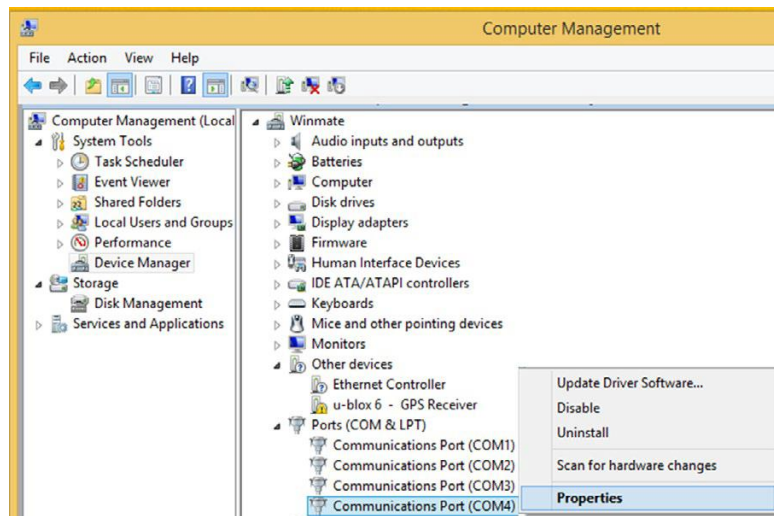 Computer Management
File Action View Help
Computer Management (Local
System Tools
Task Scheduler
Event Viewer
Shared Folders
Local Users and Groups
Performance
Device Manager
Storage
Disk Management
Services and Applications
Winmate
Audio inputs and outputs
Batteries
Computer
Disk drives
Display adapters
Firmware
Human Interface Devices
IDE ATA/ATAPI controllers
Keyboards
Mice and other pointing devices
Monitors
Other devices
Ethernet Controller
u-blox 6 - GPS Receiver
Ports (COM & LPT)
Communications Port (COM1)
Communications Port (COM2)
Communications Port (COM3)
Communications Port (COM4)
Update Driver Software...
Disable
Uninstall
Scan for hardware changes
Properties